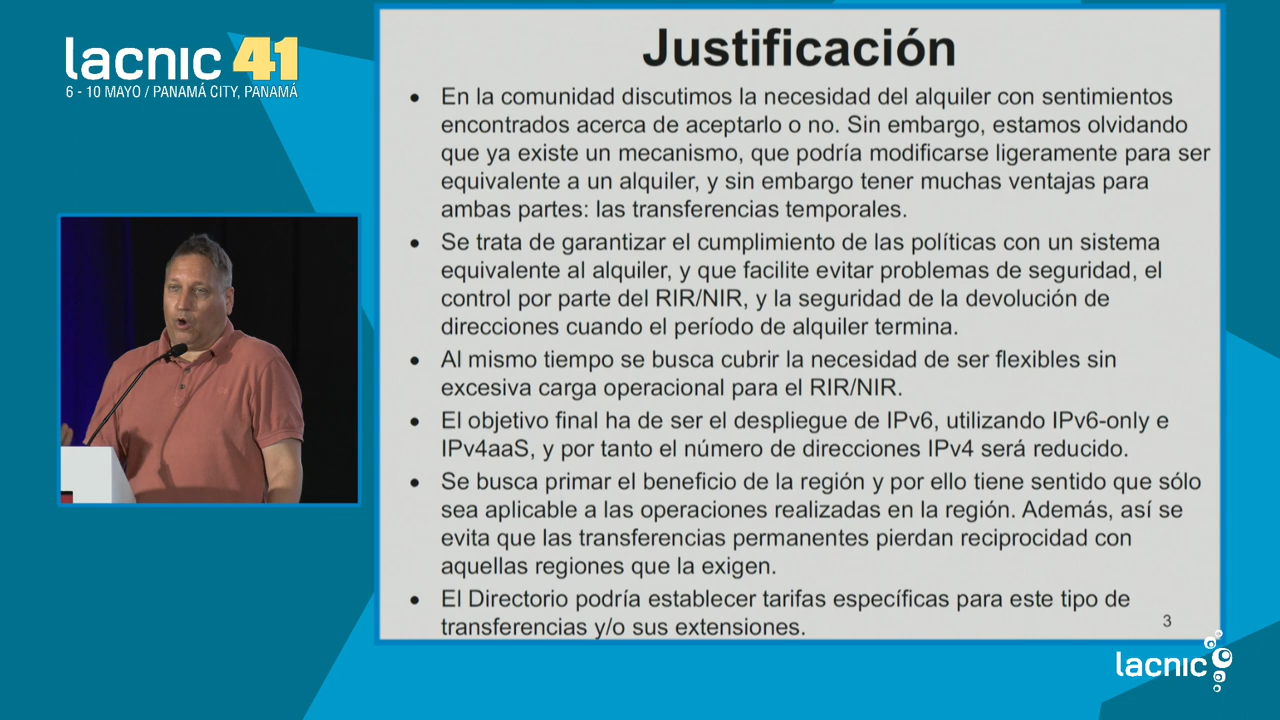 lacnic 41
6 - 10 MAYO / PANAMÁ CITY, PANAMÁ
Justificación
• En la comunidad discutimos la necesidad del alquiler con sentimientos
encontrados acerca de aceptarlo o no. Sin embargo, estamos olvidando
que ya existe un mecanismo, que podría modificarse ligeramente para ser
equivalente a un alquiler, y sin embargo tener muchas ventajas para
ambas partes: las transferencias temporales.
• Se trata de garantizar el cumplimiento de las políticas con un sistema
equivalente al alquiler, y que facilite evitar problemas de seguridad, el
control por parte del RIR/NIR, y la seguridad de la devolución de
direcciones cuando el período de alquiler termina.
• Al mismo tiempo se busca cubrir la necesidad de ser flexibles sin
excesiva carga operacional para el RIR/NIR.
• El objetivo final ha de ser el despliegue de IPv6, utilizando IPv6-only e
IPv4aaS, y por tanto el número de direcciones IPv4 será reducido.
• Se busca primar el beneficio de la región y por ello tiene sentido que sólo
sea aplicable a las operaciones realizadas en la región. Además, así se
evita que las transferencias permanentes pierdan reciprocidad con
aquellas regiones que la exigen.
• El Directorio podría establecer tarifas específicas para este tipo de
transferencias y/o sus extensiones.
3
lacnic